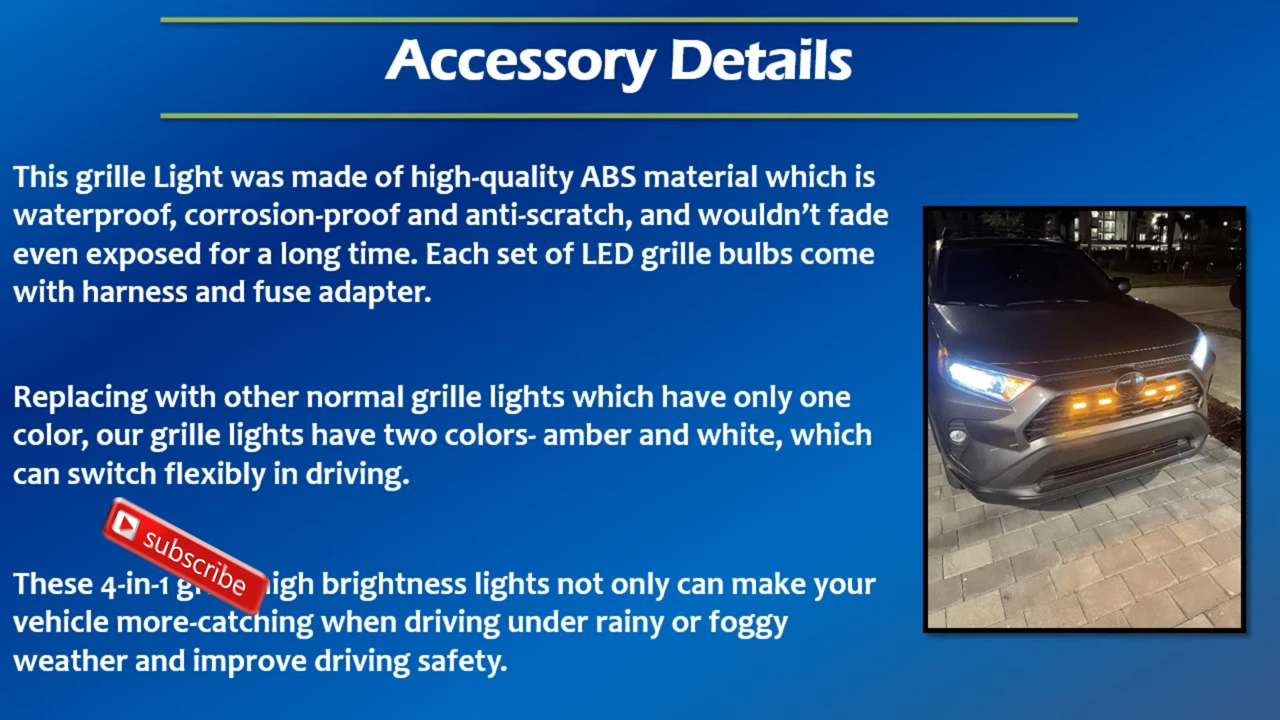 Accessory Details
This grille Light was made of high-quality ABS material which is
waterproof, corrosion-proof and anti-scratch, and wouldn’t fade
even exposed for a long time. Each set of LED grille bulbs come
with harness and fuse adapter.
Replacing with other normal grille lights which have only one
color, our grille lights have two colors- amber and white, which
can switch flexibly in driving.
subscribe
These 4-in-1 brightness lights not only can make your
vehicle more-catching when driving under rainy or foggy
weather and improve driving safety.